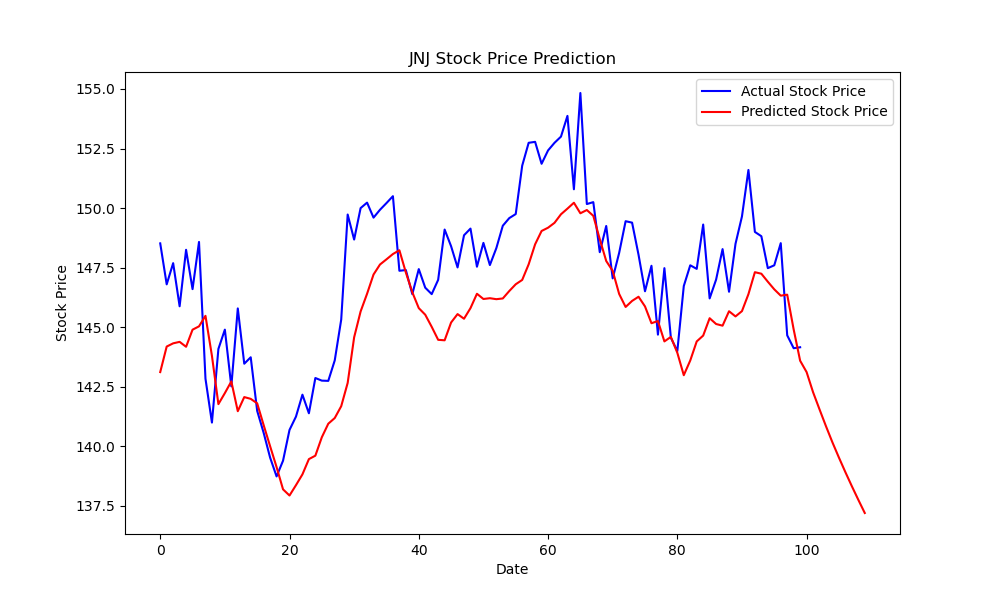 JNJ Stock Price Prediction
Actual Stock Price
Predicted Stock Price
155.0
152.5
150.0
147.5
145.0
142.5
140.0
137.5
Stock Price
0 20 40 60 80 100
Date